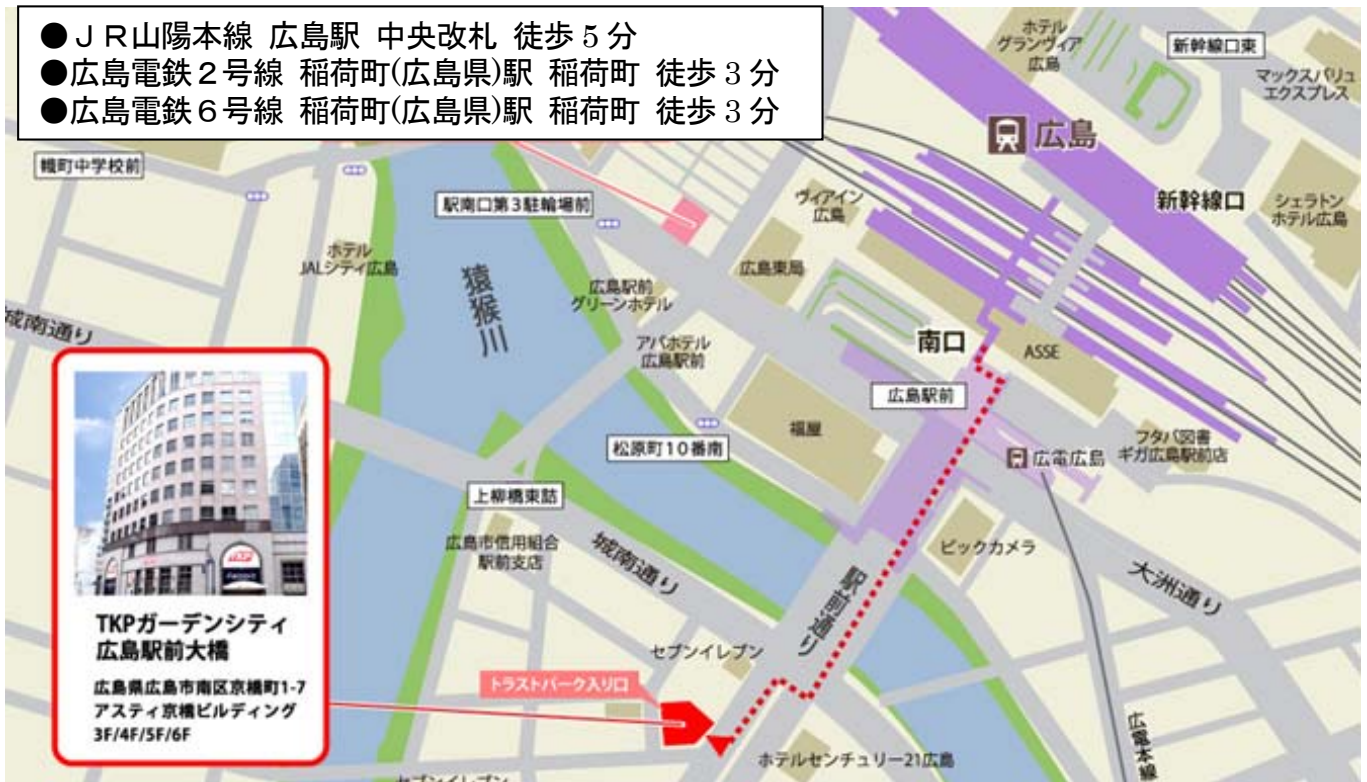 ●ＪＲ山陽本線 広島駅 中央改札 徒歩5分
●広島電鉄２号線 稲荷町(広島県)駅 稲荷町 徒歩3分
●広島電鉄６号線 稲荷町(広島県)駅 稲荷町 徒歩3分
ホテル
グランヴィア
広島
新幹線口東
マックスバリュ
エクスプレス
広島
新幹線口
シェラトン
ホテル広島
幟町中学校前
駅南口第3駐輪場前
ヴィアイン
広島
ホテル
JALシティ広島
猿猴川
広島駅前
グリーンホテル
広島東局
城南通り
アパホテル
広島駅前
南口
ASSE
広島駅前
福屋
松原町10番南
フタバ図書
ギガ広島駅前店
広電広島
上柳橋東詰
広島市信用組合
駅前支店
城南通り
ビックカメラ
駅前通り
大洲通り
TKP
TKPガーデンシティ
広島駅前大橋
広島県広島市南区京橋町1-7
アスティ京橋ビルディング
3F/4F/5F/6F
セブンイレブン
トラストパーク入り口
ホテルセンチュリー21広島
広電本線
セブンイレブン